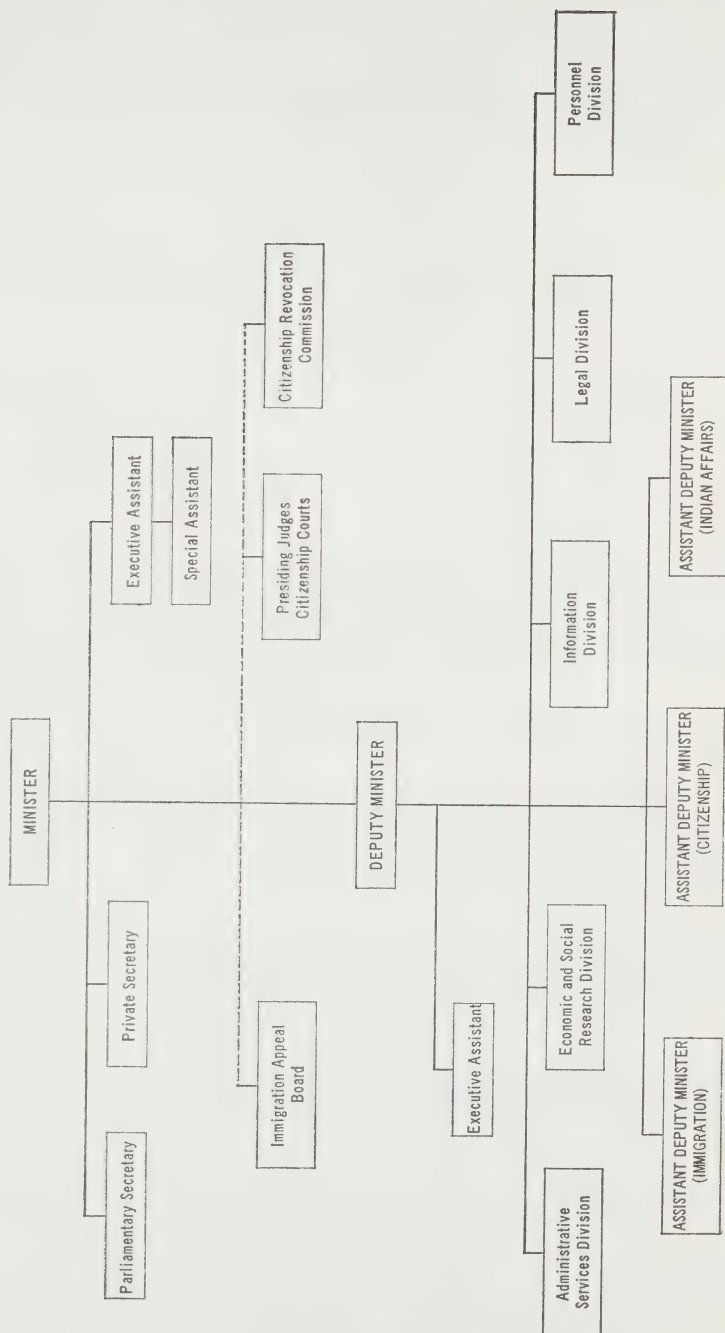 MINISTER
Parliamentary Secretary
Private Secretary
Executive Assistant
Special Assistant
Immigration Appeal
Board
Presiding Judges
Citizenship Courts
Citizenship Revocation
Commission
DEPUTY MINISTER
Executive Assistant
Administrative
Services Division
Economic and Social
Research Division
Information
Division
Legal Division
Personnel
Division
ASSISTANT DEPUTY MINISTER
(IMMIGRATION)
ASSISTANT DEPUTY MINISTER
(CITIZENSHIP)
ASSISTANT DEPUTY MINISTER
(INDIAN AFFAIRS)